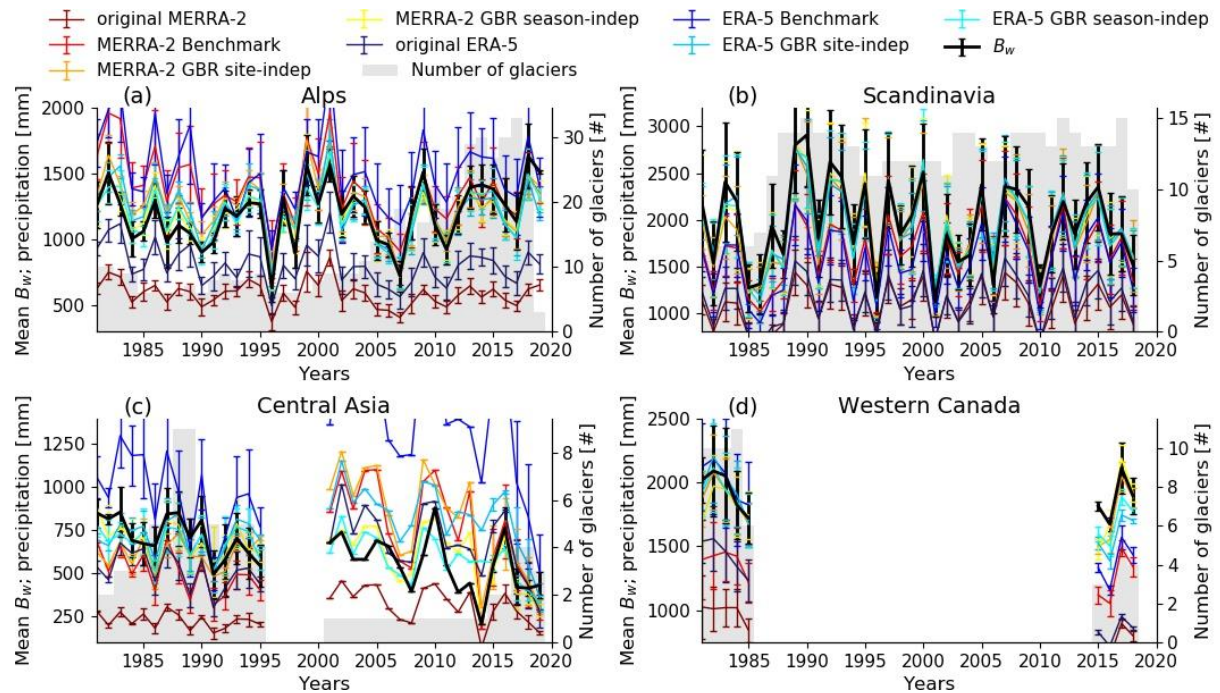 original MERRA-2
MERRA-2 Benchmark
MERRA-2 GBR site-indep
MERRA-2 GBR season-indep
original ERA-5
Number of glaciers
ERA-5 Benchmark
ERA-5 GBR site-indep
ERA-5 GBR season-indep
B_w
(a) Alps
Mean B_w; precipitation [mm]
2000
1500
1000
500
30
20
10
0
Number of glaciers [#]
1985 1990 1995 2000 2005 2010 2015 2020
Years
(b) Scandinavia
Mean B_w; precipitation [mm]
3000
2500
2000
1500
1000
15
10
5
0
Number of glaciers [#]
1985 1990 1995 2000 2005 2010 2015 2020
Years
(c) Central Asia
Mean B_w; precipitation [mm]
1250
1000
750
500
250
8
6
4
2
0
Number of glaciers [#]
1985 1990 1995 2000 2005 2010 2015 2020
Years
(d) Western Canada
Mean B_w; precipitation [mm]
2500
2000
1500
1000
10
8
6
4
2
0
Number of glaciers [#]
1985 1990 1995 2000 2005 2010 2015 2020
Years